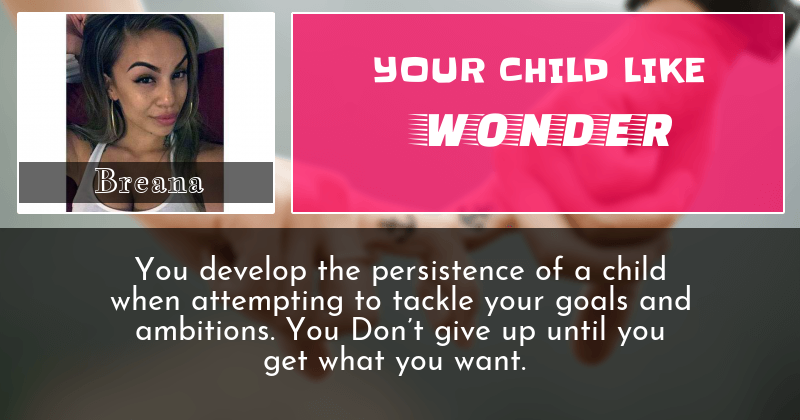 Breana
YOUR CHILD LIKE
WONDER
You develop the persistence of a child
when attempting to tackle your goals and
ambitions. You Don’t give up until you
get what you want.